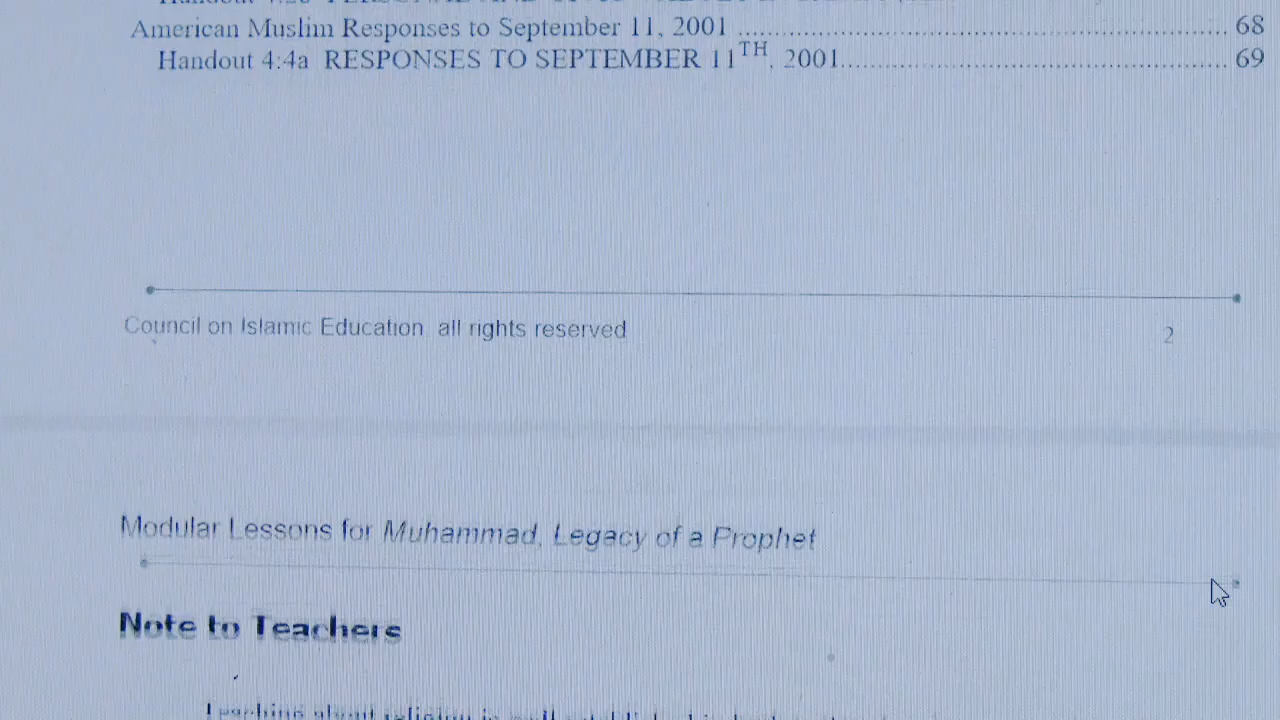 American Muslim Responses to September 11, 2001 ........ 68
Handout 4:4a RESPONSES TO SEPTEMBER 11TH, 2001........ 69
Council on Islamic Education all rights reserved 2
Modular Lessons for Muhammad, Legacy of a Prophet
Note to Teachers